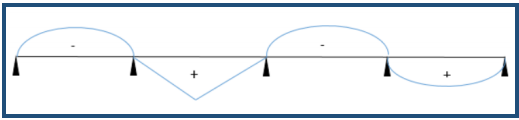 - + - +